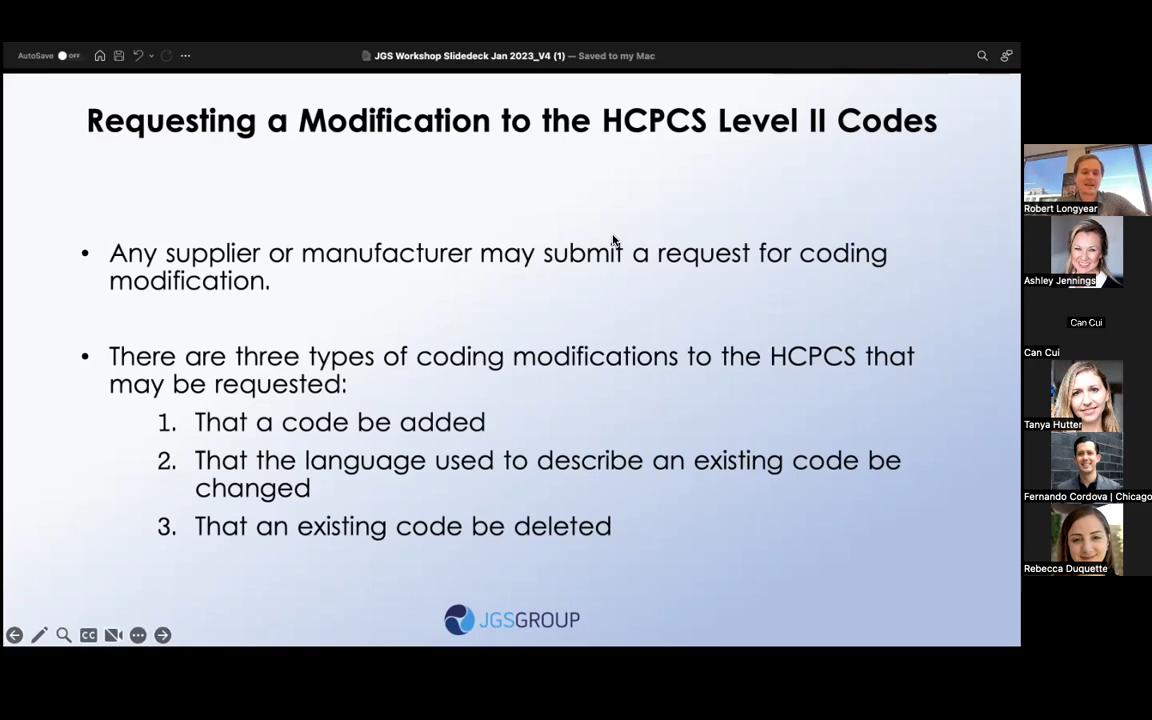 AutoSave OFF
JGS Workshop Slidedeck Jan 2023_V4 (1) — Saved to my Mac
Requesting a Modification to the HCPCS Level II Codes
• Any supplier or manufacturer may submit a request for coding
modification.
• There are three types of coding modifications to the HCPCS that
may be requested:
1. That a code be added
2. That the language used to describe an existing code be
changed
3. That an existing code be deleted
JGSGROUP
CC
Robert Longyear
Ashley Jennings
Can Cui
Can Cui
Tanya Hutter
Fernando Cordova | Chicago
Rebecca Duquette